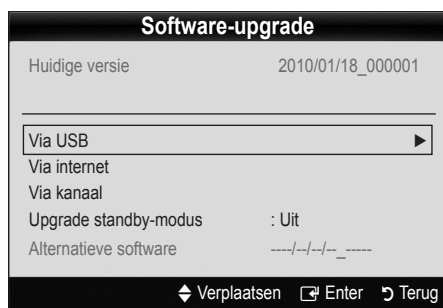 Software-upgrade
Huidige versie 2010/01/18_000001
Via USB ►
Via internet
Via kanaal
Upgrade standby-modus : Uit
Alternatieve software ----/--/--/--_-----
Verplaatsen Enter Terug